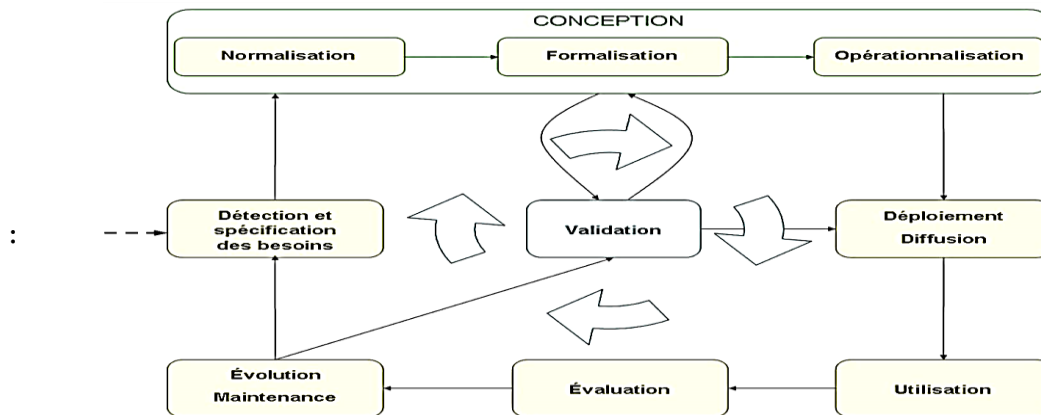 CONCEPTION
Normalisation
Formalisation
Opérationnalisation
:
Détection et
spécification
des besoins
Validation
Déploiement
Diffusion
Évolution
Maintenance
Évaluation
Utilisation